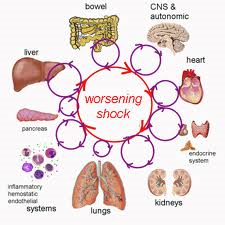 bowel
CNS &
autonomic
liver
heart
worsening
shock
pancreas
endocrine
system
inflammatory
hemostatic
endothelial
systems
lungs
kidneys